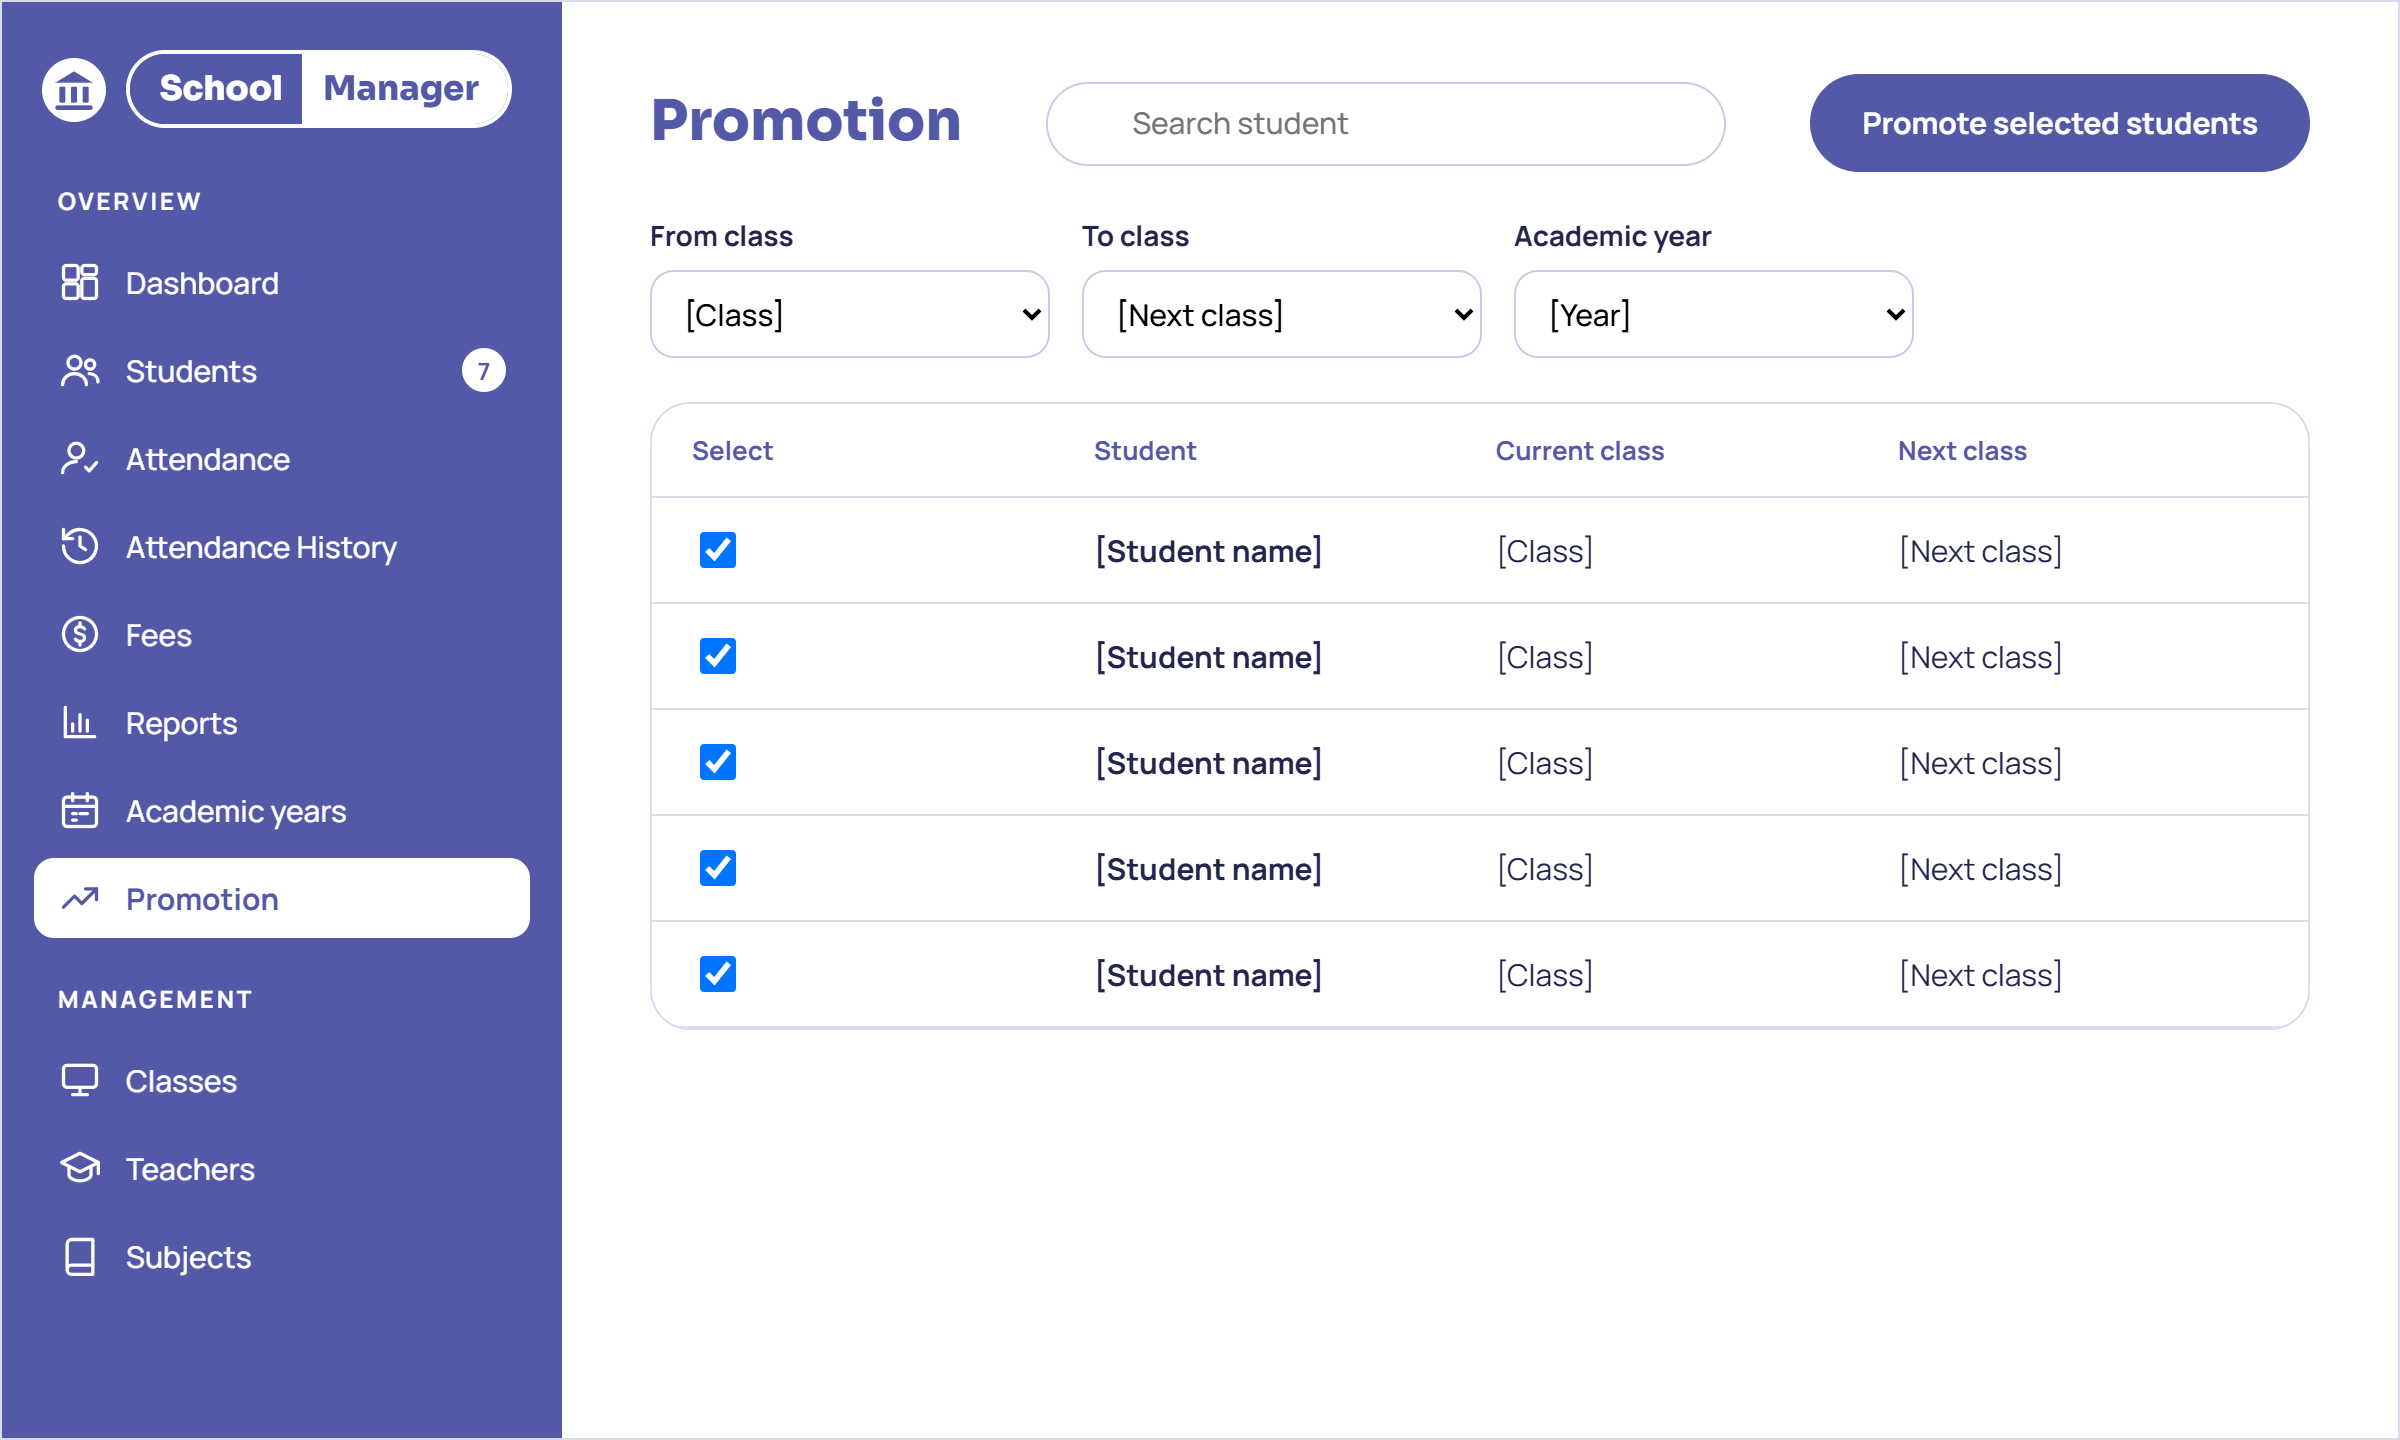 School Manager
OVERVIEW
Dashboard
Students 7
Attendance
Attendance History
Fees
Reports
Academic years
Promotion
MANAGEMENT
Classes
Teachers
Subjects
Promotion
Search student
Promote selected students
From class To class Academic year
[Class] [Next class] [Year]
Select Student Current class Next class
[Student name] [Class] [Next class]
[Student name] [Class] [Next class]
[Student name] [Class] [Next class]
[Student name] [Class] [Next class]
[Student name] [Class] [Next class]